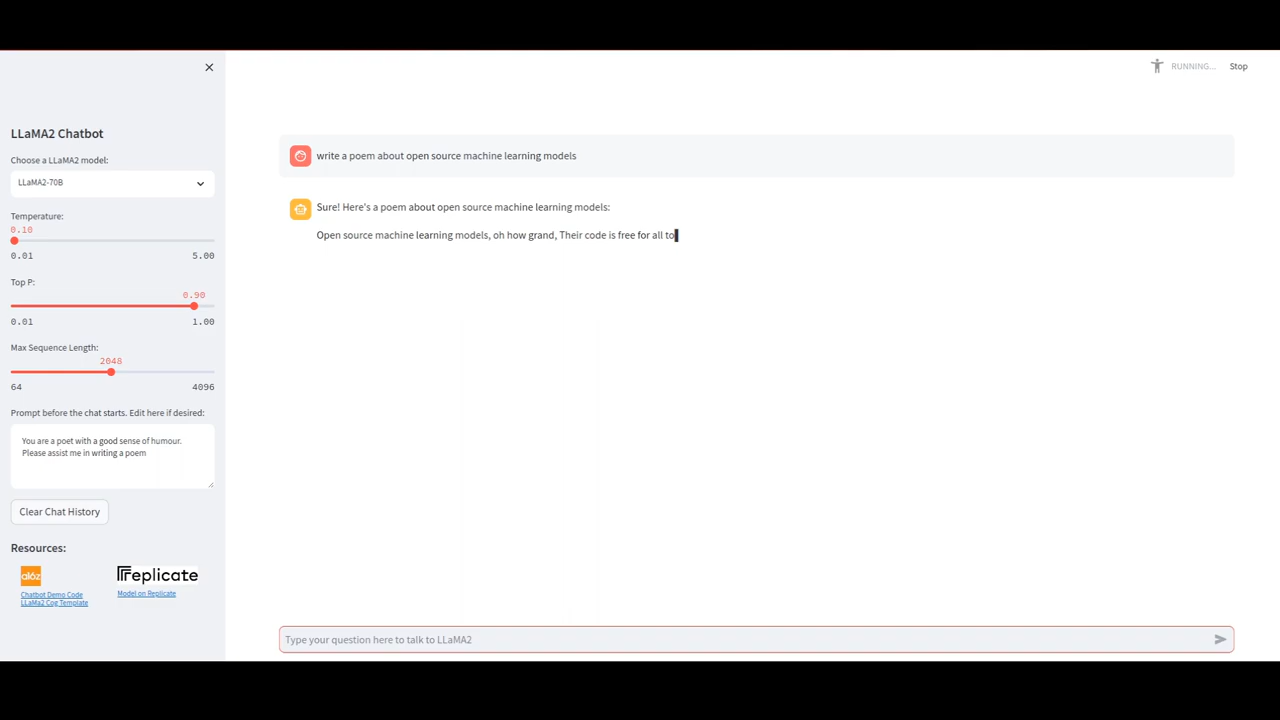 RUNNING...
Stop
LLaMA2 Chatbot
Choose a LLaMA2 model:
LLaMA2-70B
Temperature:
0.10
0.01
5.00
Top P:
0.90
0.01
1.00
Max Sequence Length:
2048
64
4096
Prompt before the chat starts. Edit here if desired:
You are a poet with a good sense of humour.
Please assist me in writing a poem
Clear Chat History
Resources:
a16z
Chatbot Demo Code
LLaMa2 Cog Template
replicate
Model on Replicate
write a poem about open source machine learning models
Sure! Here's a poem about open source machine learning models:
Open source machine learning models, oh how grand, Their code is free for all to
Type your question here to talk to LLaMA2